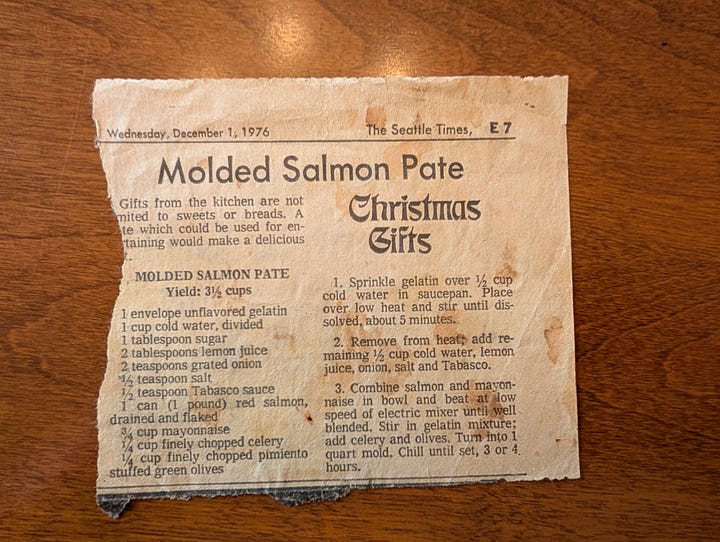 Wednesday, December 1, 1976 The Seattle Times, E 7
Molded Salmon Pate
Gifts from the kitchen are not
mited to sweets or breads. A
te which could be used for en-
taining would make a delicious
MOLDED SALMON PATE
Yield: 3½ cups
1 envelope unflavored gelatin
1 cup cold water, divided
1 tablespoon sugar
2 tablespoons lemon juice
2 teaspoons grated onion
½ teaspoon salt
½ teaspoon Tabasco sauce
1 can (1 pound) red salmon,
drained and flaked
¾ cup mayonnaise
¼ cup finely chopped celery
¼ cup finely chopped pimiento
stuffed green olives
Christmas
Gifts
1. Sprinkle gelatin over ½ cup
cold water in saucepan. Place
over low heat and stir until dis-
solved, about 5 minutes.
2. Remove from heat; add re-
maining ½ cup cold water, lemon
juice, onion, salt and Tabasco.
3. Combine salmon and mayon-
naise in bowl and beat at low
speed of electric mixer until well
blended. Stir in gelatin mixture;
add celery and olives. Turn into 1
quart mold. Chill until set, 3 or 4
hours.